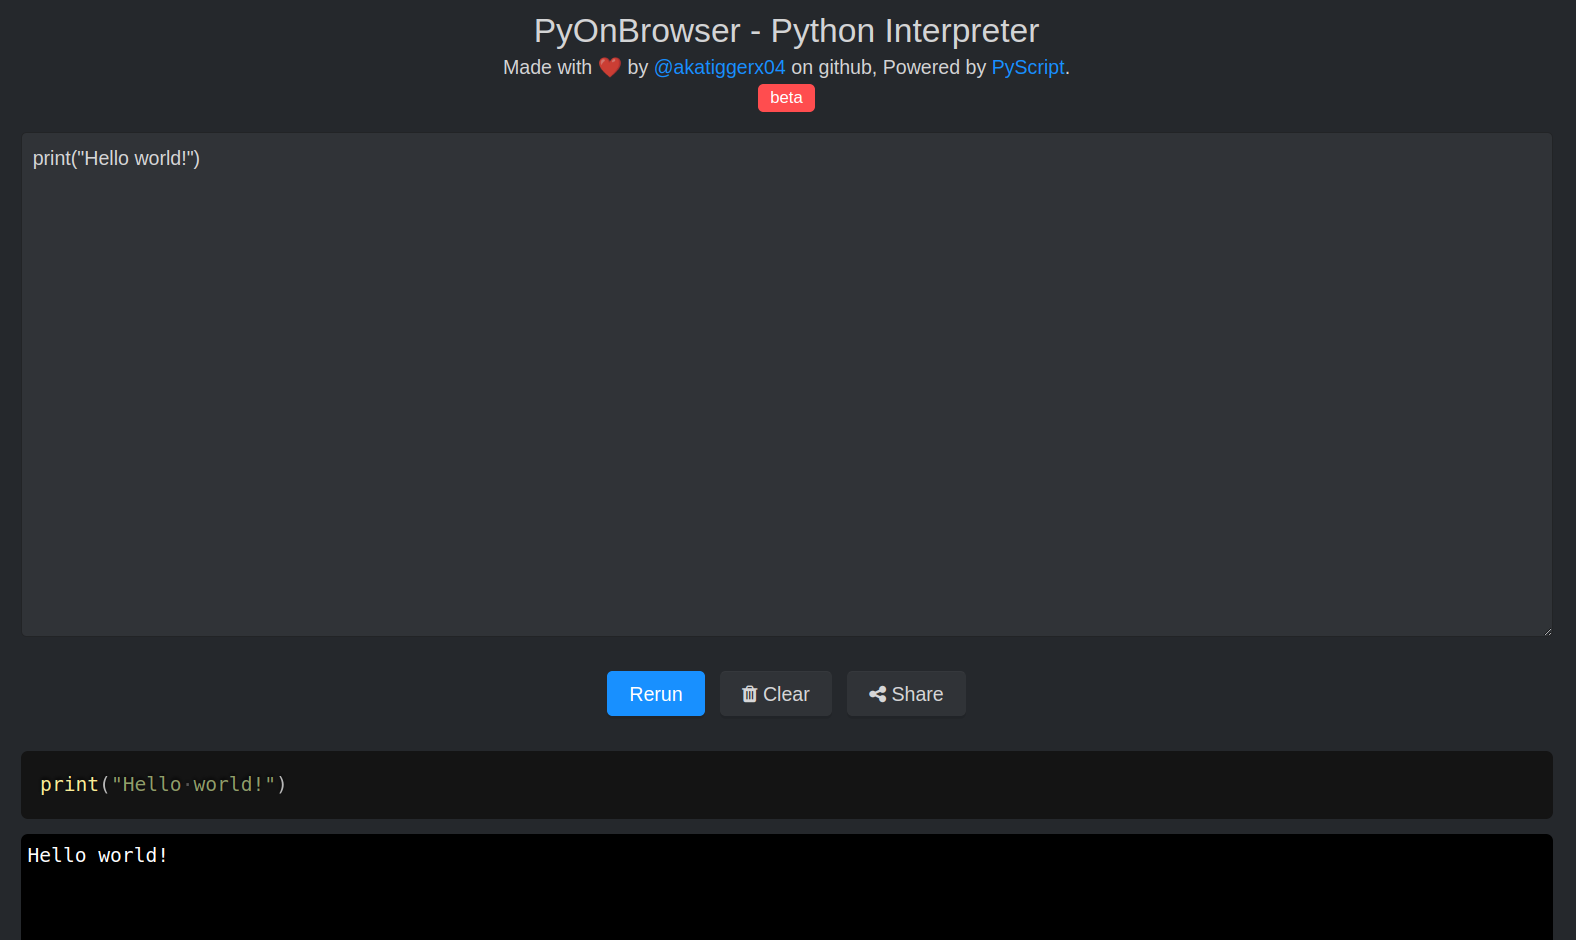 PyOnBrowser - Python Interpreter
Made with ❤️ by @akatiggerx04 on github, Powered by PyScript.
beta
print("Hello world!")
Rerun
Clear
Share
print("Hello·world!")
Hello world!